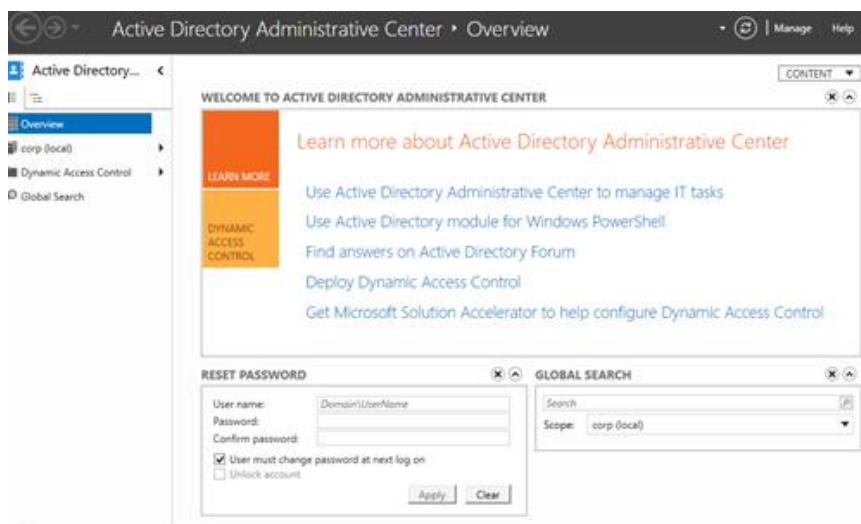 Active Directory Administrative Center • Overview
Manage Help
Active Directory...
CONTENT
WELCOME TO ACTIVE DIRECTORY ADMINISTRATIVE CENTER
Overview
corp (local)
Dynamic Access Control
Global Search
LEARN MORE
DYNAMIC
ACCESS
CONTROL
Learn more about Active Directory Administrative Center
Use Active Directory Administrative Center to manage IT tasks
Use Active Directory module for Windows PowerShell
Find answers on Active Directory Forum
Deploy Dynamic Access Control
Get Microsoft Solution Accelerator to help configure Dynamic Access Control
RESET PASSWORD
User name: Domain\UserName
Password:
Confirm password:
User must change password at next log on
Unlock account
Apply Clear
GLOBAL SEARCH
Search
Scope: corp (local)